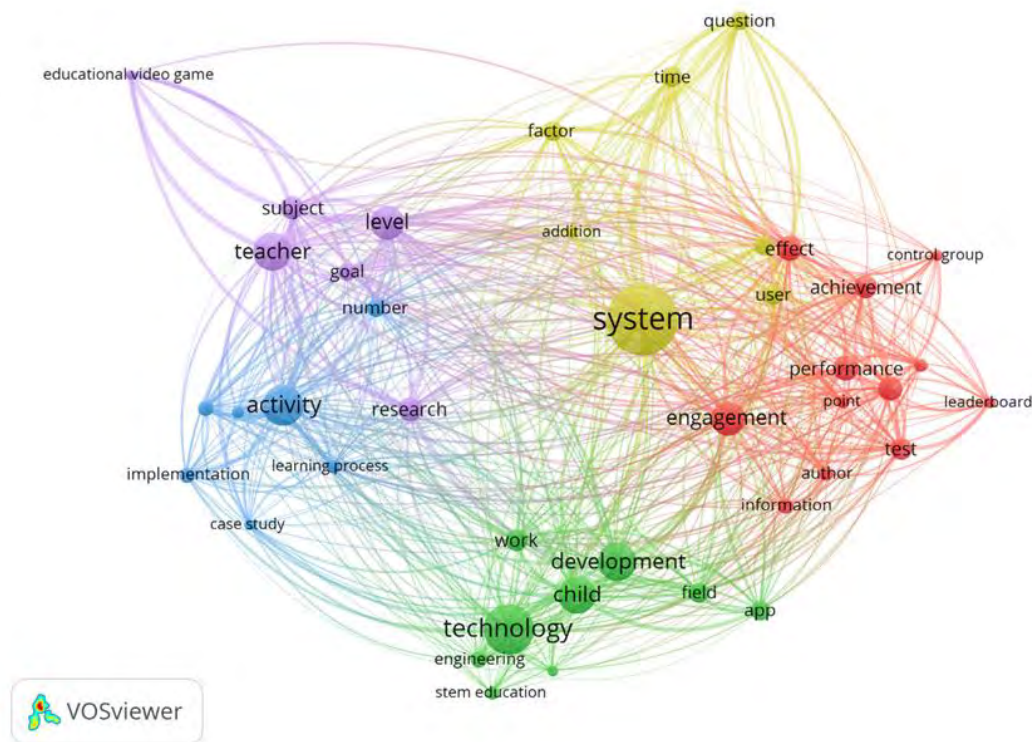 question
educational video game
time
factor
subject
level
addition
teacher
effect
control group
goal
achievement
user
number
system
performance
activity
research
engagement
point
leaderboard
learning process
test
implementation
author
information
case study
work
development
child
field
app
technology
engineering
stem education
VOSviewer